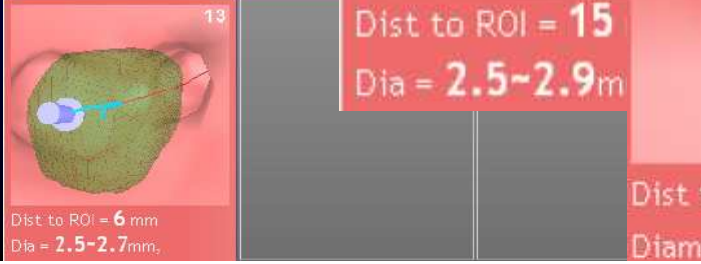 13
Dist to ROI = 6 mm
Dia = 2.5~2.7mm,
Dist to ROI = 15
Dia = 2.5~2.9m
Dist
Diam